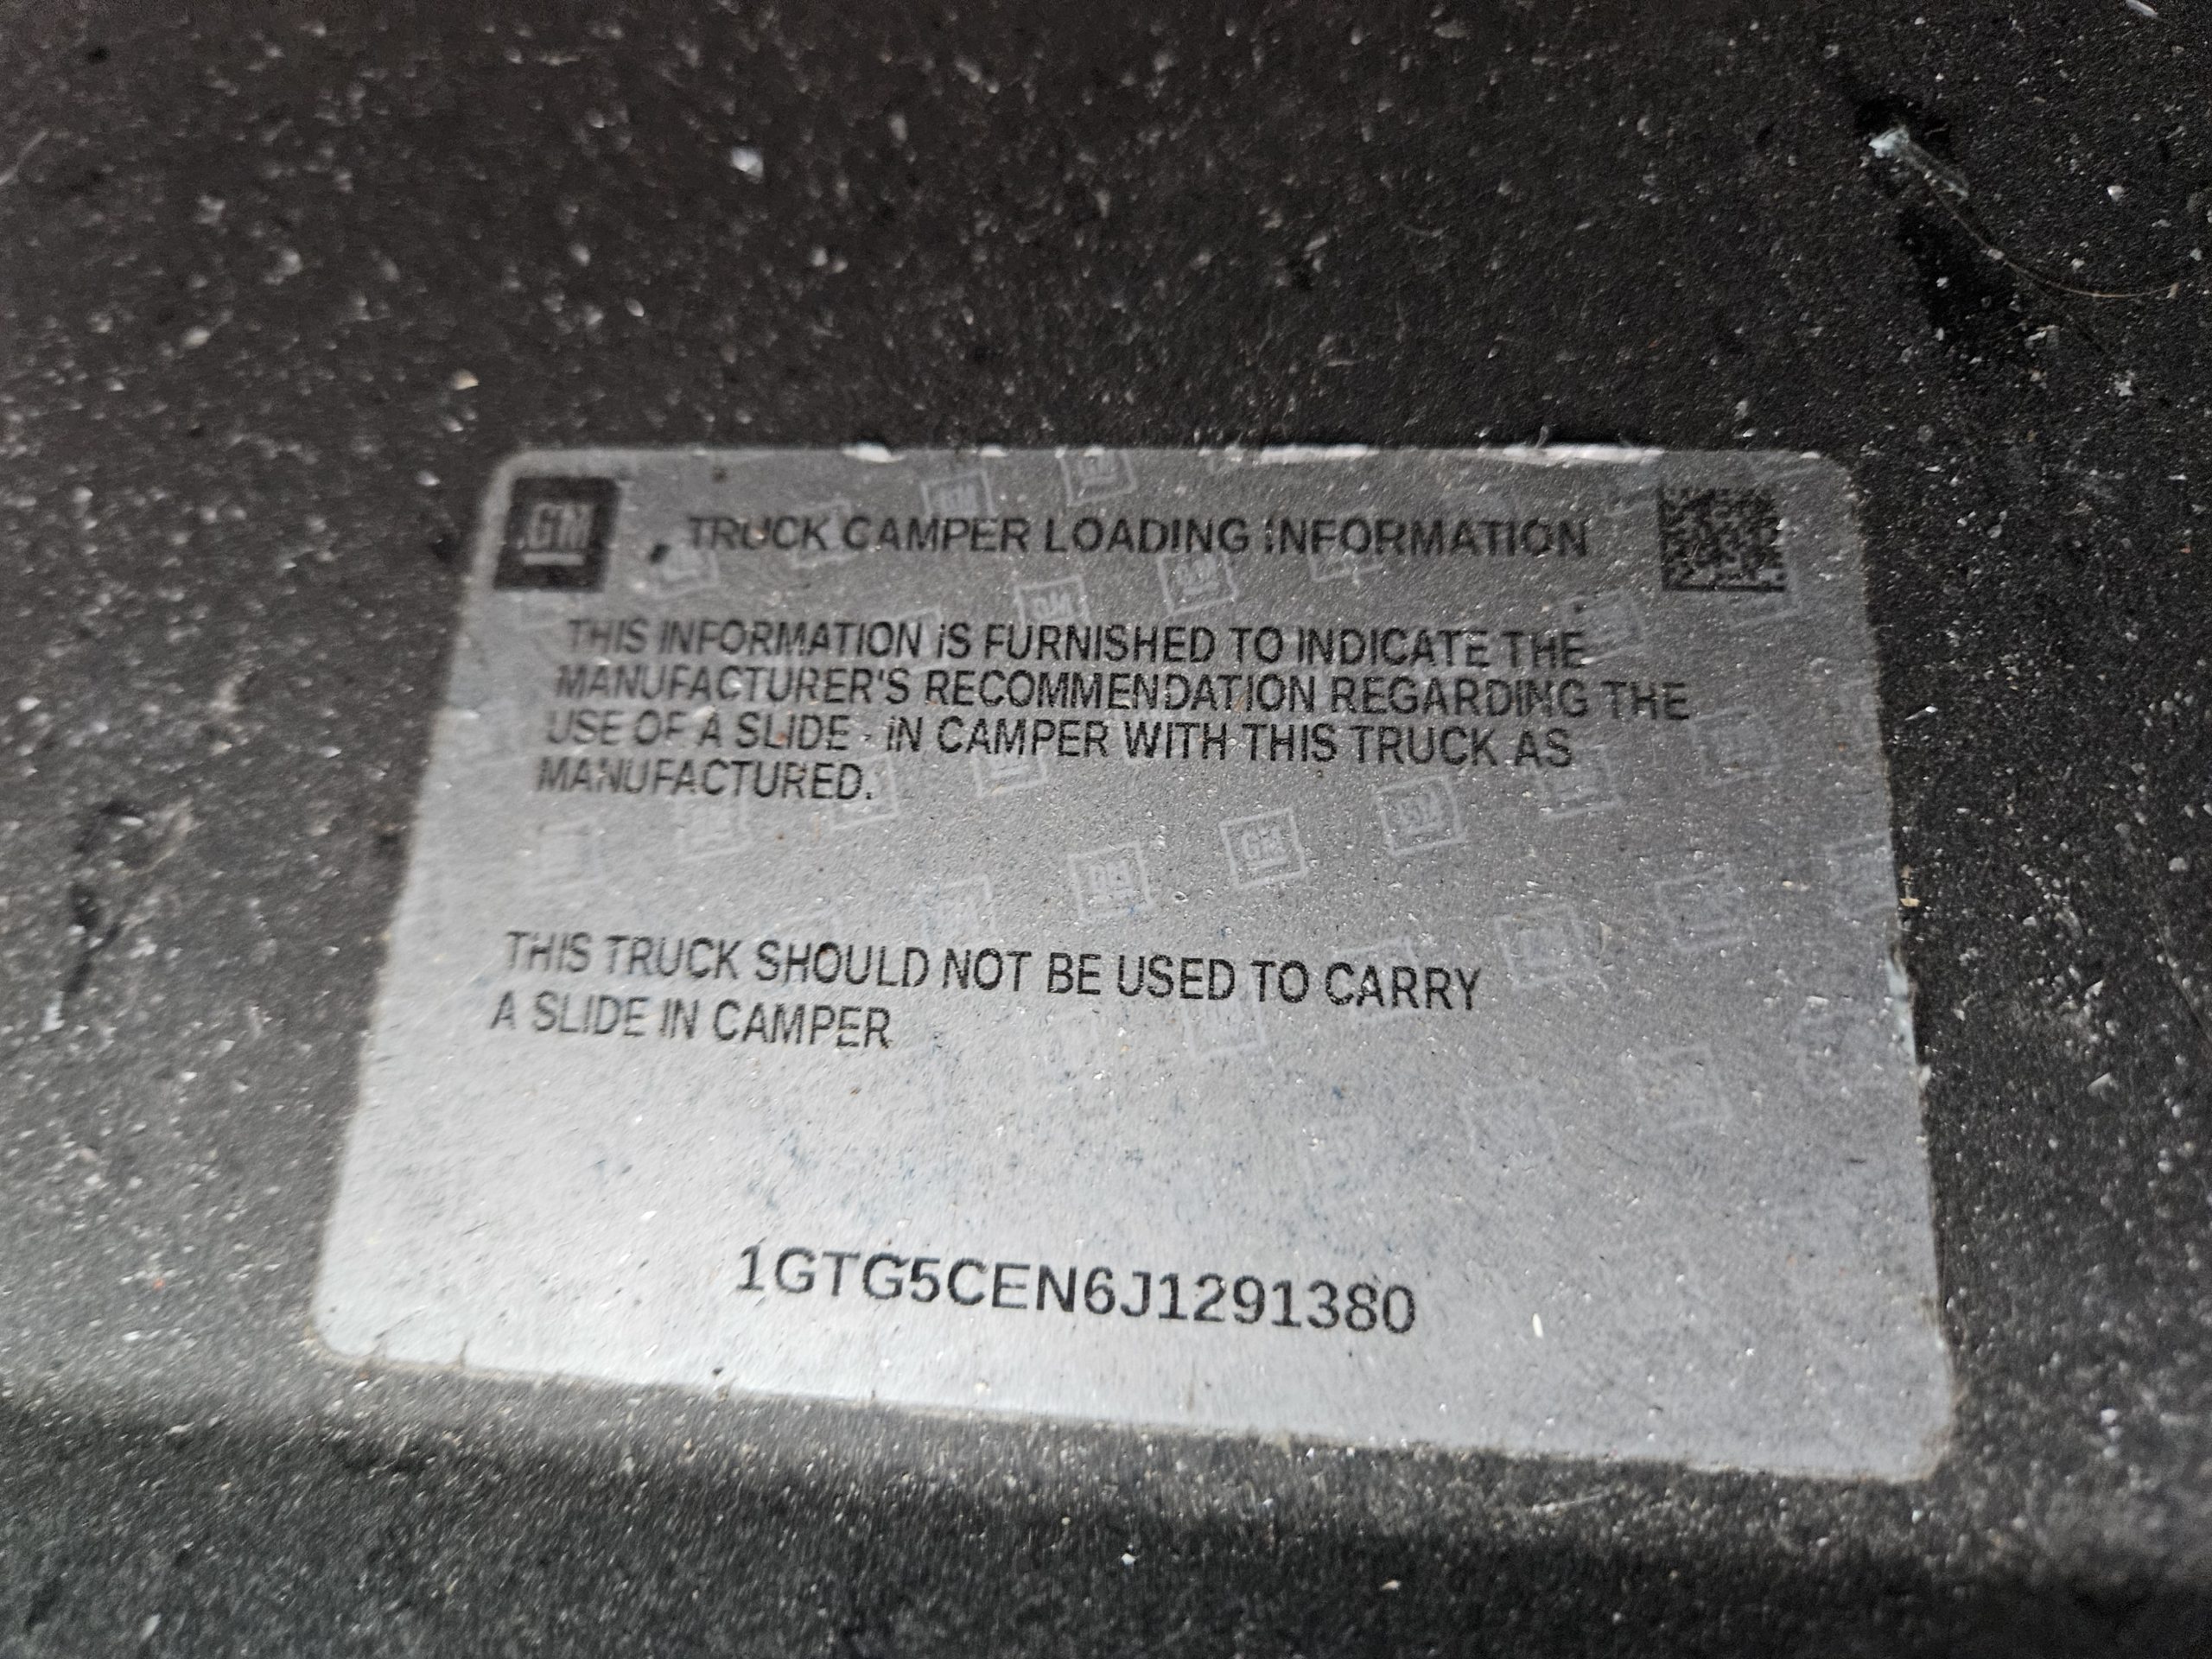 GM
TRUCK CAMPER LOADING INFORMATION
THIS INFORMATION IS FURNISHED TO INDICATE THE
MANUFACTURER'S RECOMMENDATION REGARDING THE
USE OF A SLIDE - IN CAMPER WITH THIS TRUCK AS
MANUFACTURED.
THIS TRUCK SHOULD NOT BE USED TO CARRY
A SLIDE IN CAMPER
1GTG5CEN6J1291380